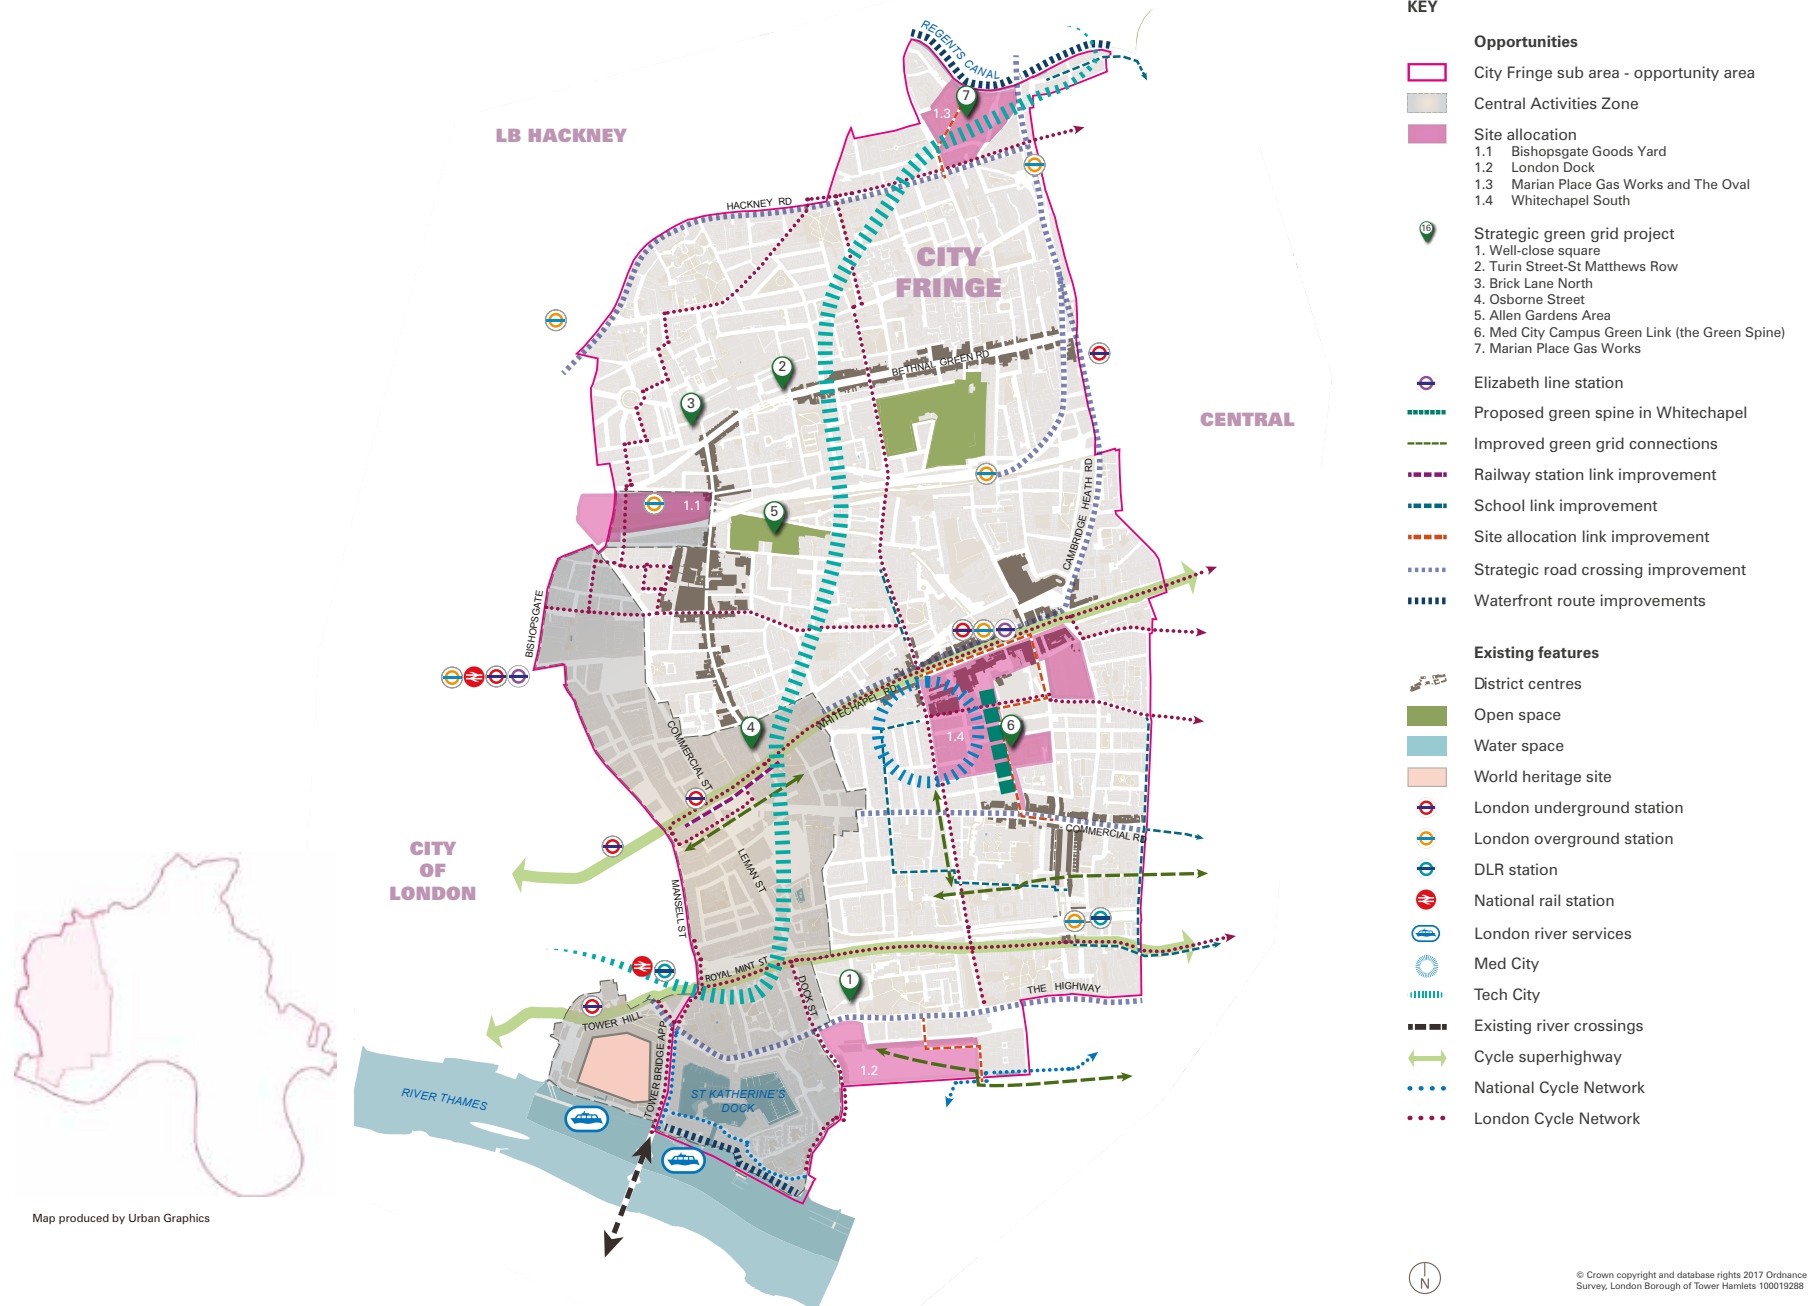 KEY
Opportunities
City Fringe sub area - opportunity area
Central Activities Zone
Site allocation
1.1 Bishopsgate Goods Yard
1.2 London Dock
1.3 Marian Place Gas Works and The Oval
1.4 Whitechapel South
16
Strategic green grid project
1. Well-close square
2. Turin Street-St Matthews Row
3. Brick Lane North
4. Osborne Street
5. Allen Gardens Area
6. Med City Campus Green Link (the Green Spine)
7. Marian Place Gas Works
Elizabeth line station
Proposed green spine in Whitechapel
Improved green grid connections
Railway station link improvement
School link improvement
Site allocation link improvement
Strategic road crossing improvement
Waterfront route improvements
Existing features
District centres
Open space
Water space
World heritage site
London underground station
London overground station
DLR station
National rail station
London river services
Med City
Tech City
Existing river crossings
Cycle superhighway
National Cycle Network
London Cycle Network
REGENTS CANAL
7
1.3
LB HACKNEY
HACKNEY RD
CITY
FRINGE
2
BETHNAL GREEN RD
3
CENTRAL
1.1
5
CAMBRIDGE HEATH RD
BISHOPSGATE
WHITECHAPEL RD
COMMERCIAL ST
4
1.4
6
COMMERCIAL R
CITY
OF
LONDON
LEMAN ST
MANSELL ST
ROYAL MINT ST
DOCK ST
1
THE HIGHWAY
TOWER HILL
TOWER BRIDGE APP
1.2
RIVER THAMES
ST KATHERINE'S
DOCK
Map produced by Urban Graphics
N
© Crown copyright and database rights 2017 Ordnance
Survey, London Borough of Tower Hamlets 100019288